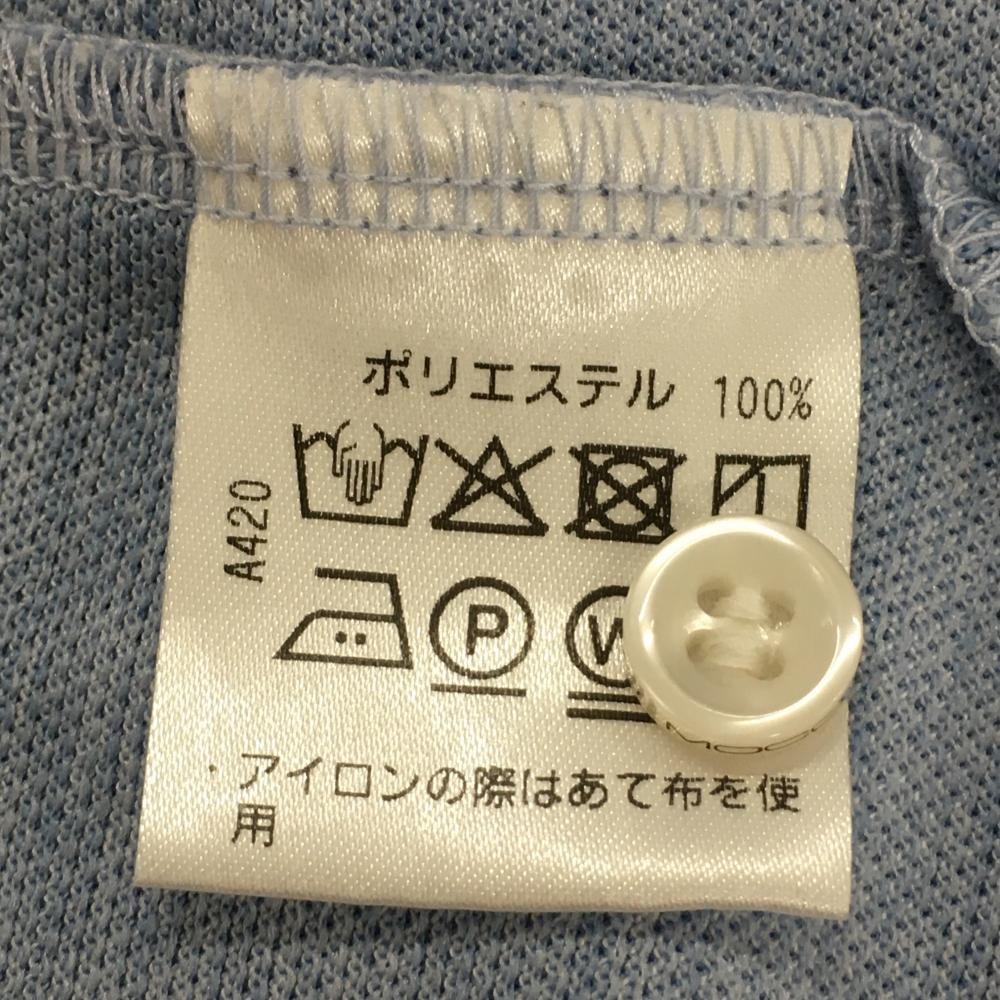 ポリエステル 100%
A420
P
W
・アイロンの際はあて布を使
用